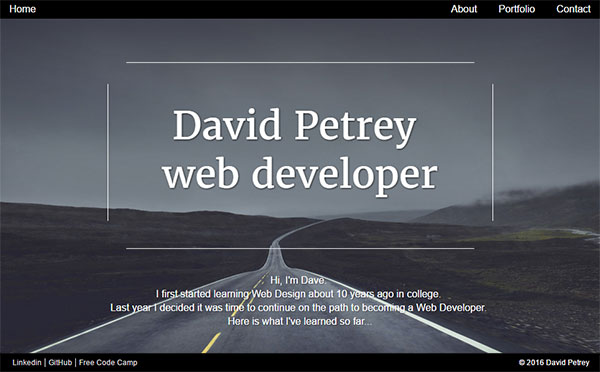 Home About Portfolio Contact
David Petrey
web developer
Hi, I'm Dave.
I first started learning Web Design about 10 years ago in college.
Last year I decided it was time to continue on the path to becoming a Web Developer.
Here is what I've learned so far...
Linkedin | GitHub | Free Code Camp © 2016 David Petrey